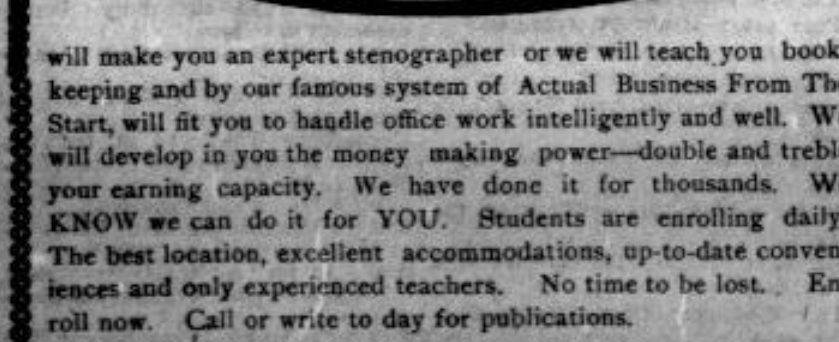 will make you an expert stenographer or we will teach you book
keeping and by our famous system of Actual Business From The
Start, will fit you to handle office work intelligently and well. We
will develop in you the money making power—double and treble
your earning capacity. We have done it for thousands. W
KNOW we can do it for YOU. Students are enrolling daily
The best location, excellent accommodations, up-to-date conven
iences and only experienced teachers. No time to be lost. En
roll now. Call or write to day for publications.